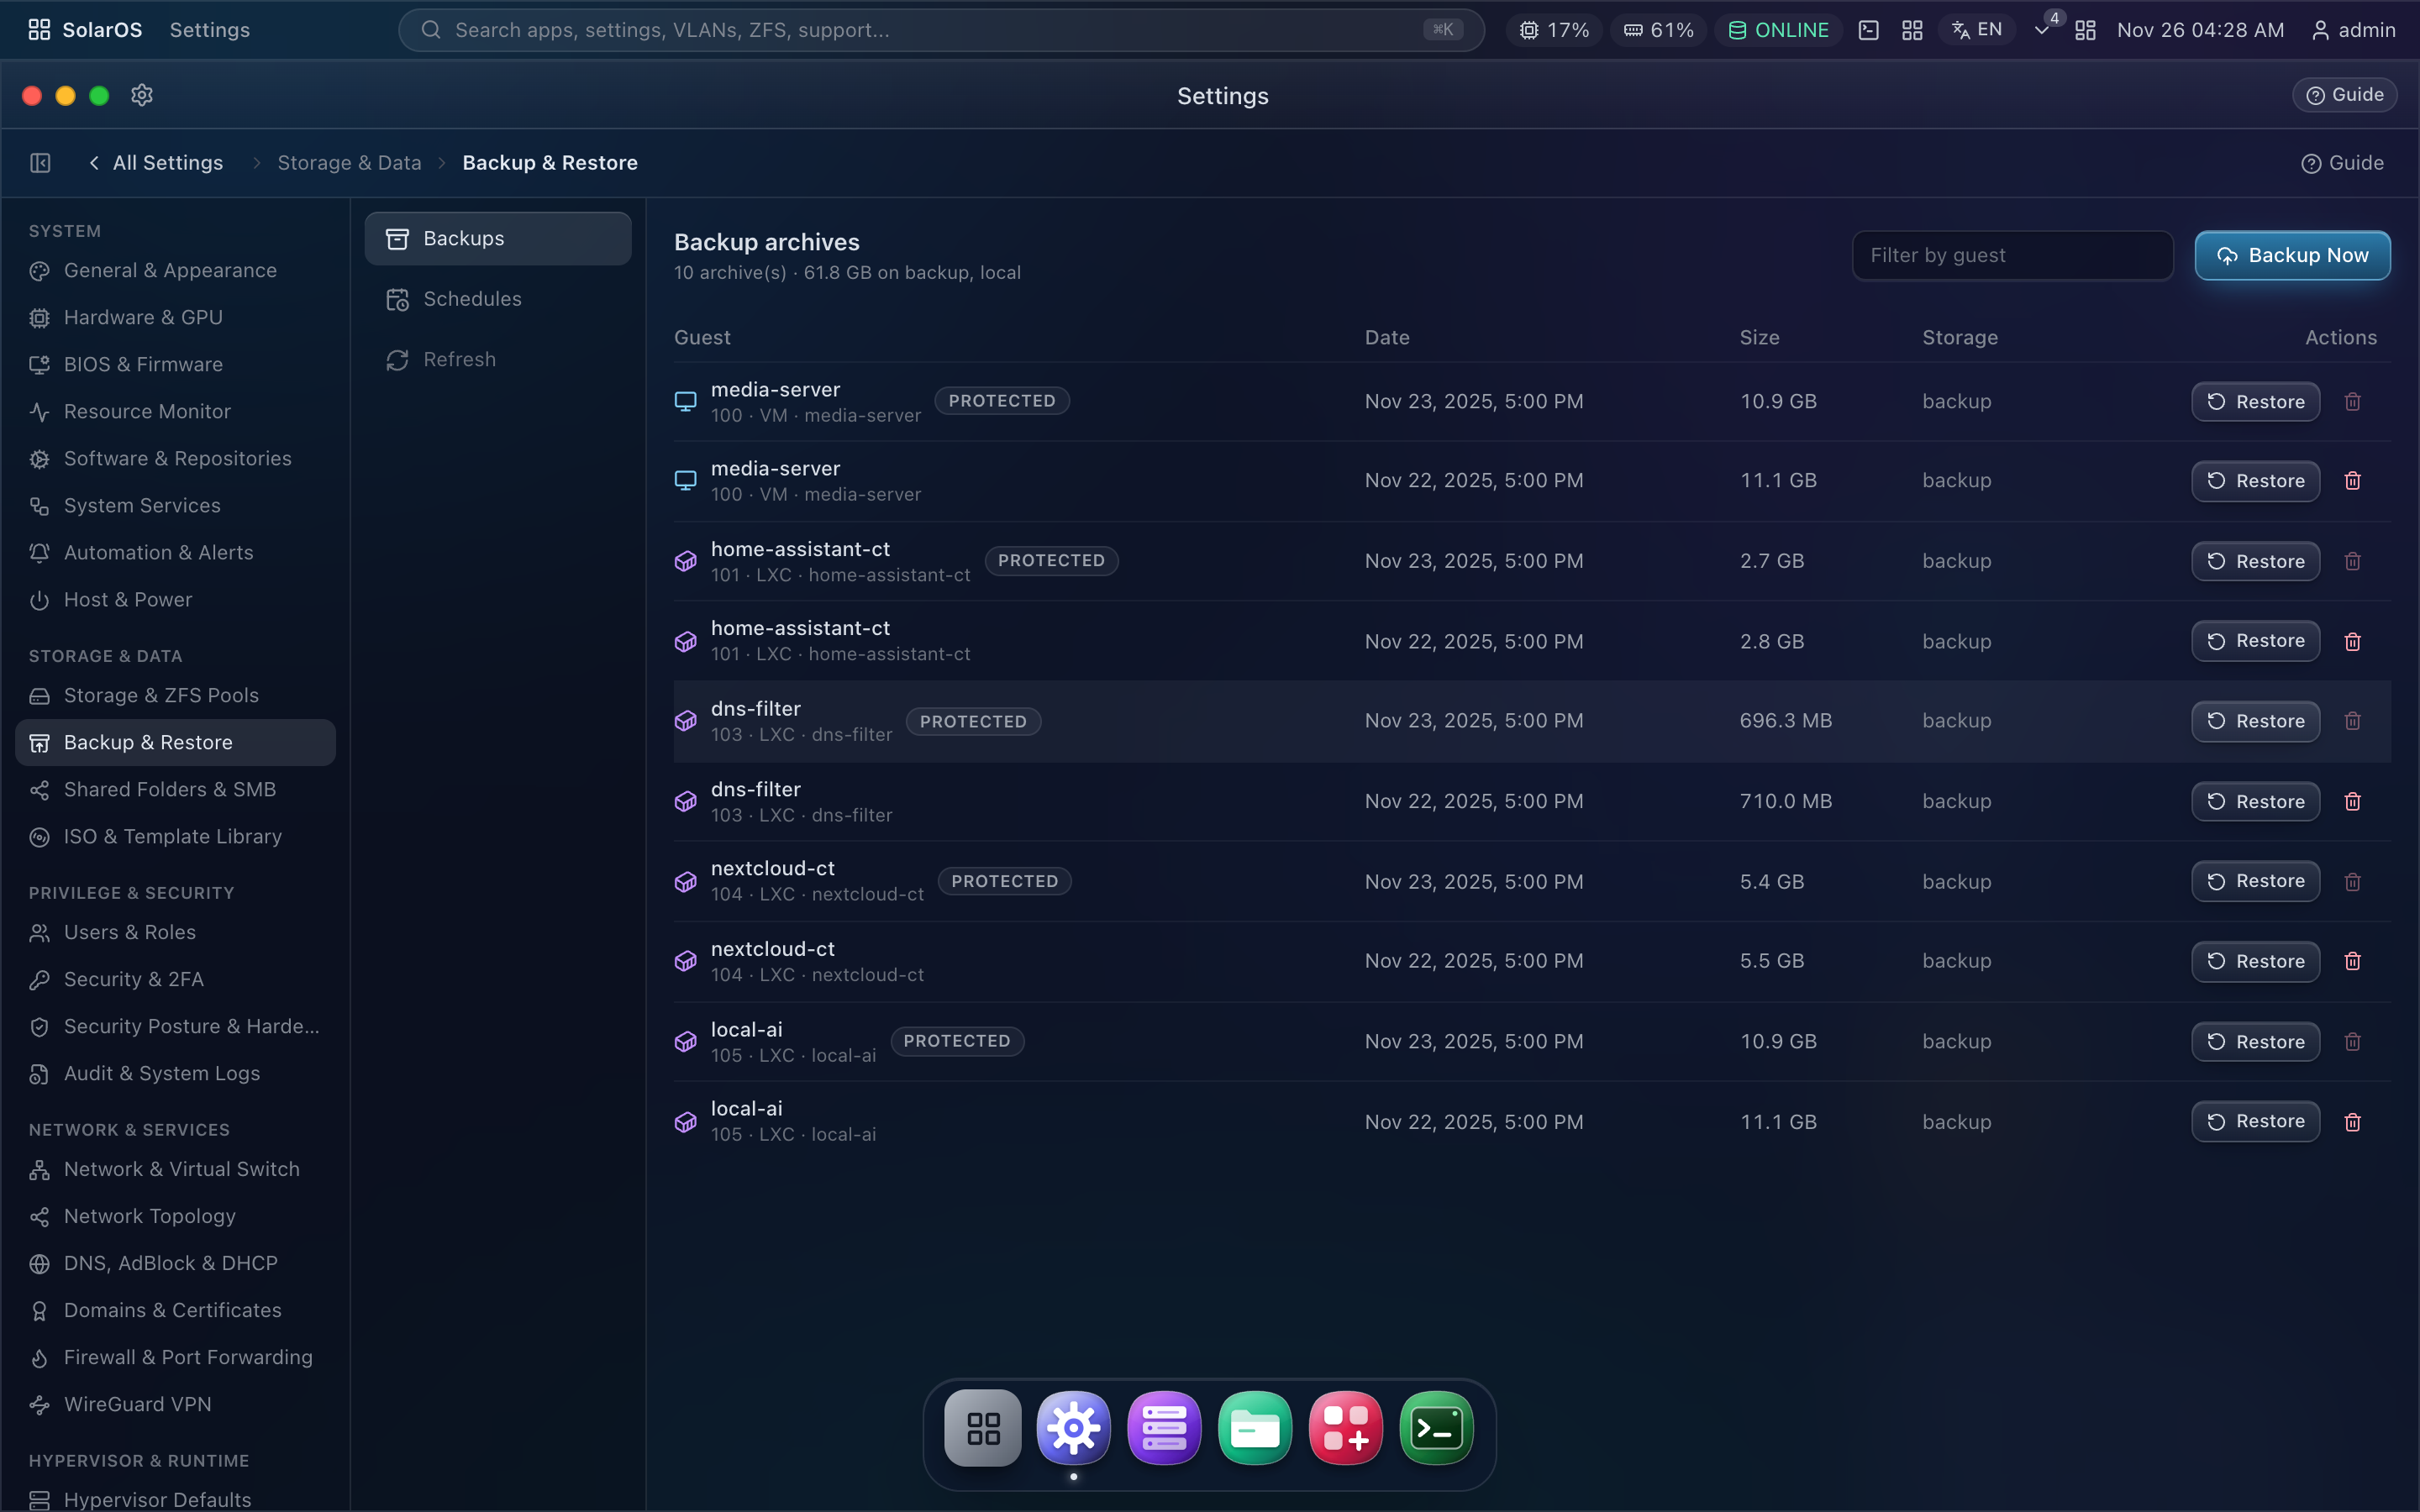 SolarOS Settings Search apps, settings, VLANs, ZFS, support... ⌘K 17% 61% ONLINE EN 4 Nov 26 04:28 AM admin
Settings Guide
All Settings Storage & Data Backup & Restore Guide
SYSTEM
General & Appearance
Hardware & GPU
BIOS & Firmware
Resource Monitor
Software & Repositories
System Services
Automation & Alerts
Host & Power
STORAGE & DATA
Storage & ZFS Pools
Backup & Restore
Shared Folders & SMB
ISO & Template Library
PRIVILEGE & SECURITY
Users & Roles
Security & 2FA
Security Posture & Harde...
Audit & System Logs
NETWORK & SERVICES
Network & Virtual Switch
Network Topology
DNS, AdBlock & DHCP
Domains & Certificates
Firewall & Port Forwarding
WireGuard VPN
HYPERVISOR & RUNTIME
Hypervisor Defaults
Backups
Schedules
Refresh
Backup archives
10 archive(s) · 61.8 GB on backup, local
Filter by guest Backup Now
Guest Date Size Storage Actions
media-server PROTECTED Nov 23, 2025, 5:00 PM 10.9 GB backup Restore
100 · VM · media-server
media-server Nov 22, 2025, 5:00 PM 11.1 GB backup Restore
100 · VM · media-server
home-assistant-ct PROTECTED Nov 23, 2025, 5:00 PM 2.7 GB backup Restore
101 · LXC · home-assistant-ct
home-assistant-ct Nov 22, 2025, 5:00 PM 2.8 GB backup Restore
101 · LXC · home-assistant-ct
dns-filter PROTECTED Nov 23, 2025, 5:00 PM 696.3 MB backup Restore
103 · LXC · dns-filter
dns-filter Nov 22, 2025, 5:00 PM 710.0 MB backup Restore
103 · LXC · dns-filter
nextcloud-ct PROTECTED Nov 23, 2025, 5:00 PM 5.4 GB backup Restore
104 · LXC · nextcloud-ct
nextcloud-ct Nov 22, 2025, 5:00 PM 5.5 GB backup Restore
104 · LXC · nextcloud-ct
local-ai PROTECTED Nov 23, 2025, 5:00 PM 10.9 GB backup Restore
105 · LXC · local-ai
local-ai Nov 22, 2025, 5:00 PM 11.1 GB backup Restore
105 · LXC · local-ai